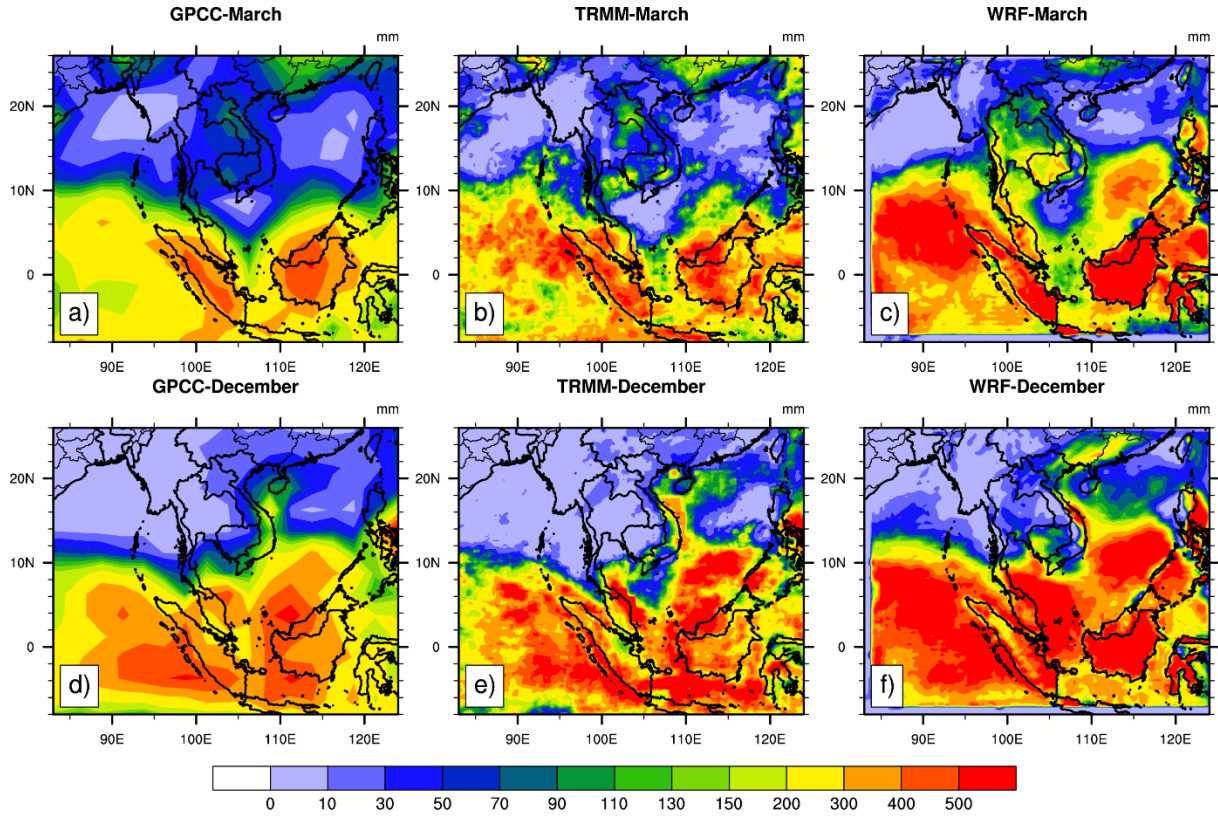 GPCC-March
TRMM-March
WRF-March
mm
mm
mm
20N
10N
0
a)
90E
100E
110E
120E
20N
10N
0
b)
90E
100E
110E
120E
20N
10N
0
c)
90E
100E
110E
120E
GPCC-December
TRMM-December
WRF-December
mm
mm
mm
20N
10N
0
d)
90E
100E
110E
120E
20N
10N
0
e)
90E
100E
110E
120E
20N
10N
0
f)
90E
100E
110E
120E
0 10 30 50 70 90 110 130 150 200 300 400 500